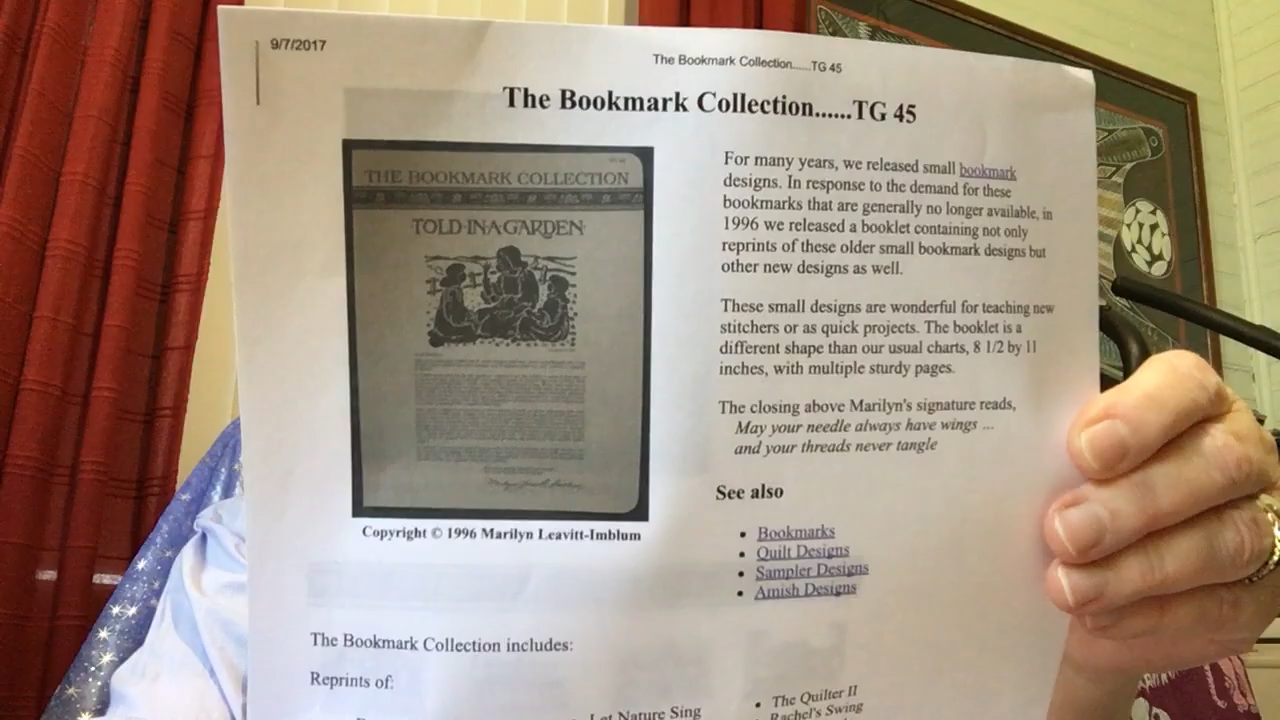 9/7/2017
The Bookmark Collection......TG 45
The Bookmark Collection......TG 45
THE BOOKMARK COLLECTION
TOLD·IN·A·GARDEN
Copyright © 1996 Marilyn Leavitt-Imblum
For many years, we released small bookmark
designs. In response to the demand for these
bookmarks that are generally no longer available, in
1996 we released a booklet containing not only
reprints of these older small bookmark designs but
other new designs as well.
These small designs are wonderful for teaching new
stitchers or as quick projects. The booklet is a
different shape than our usual charts, 8 1/2 by 11
inches, with multiple sturdy pages.
The closing above Marilyn's signature reads,
May your needle always have wings ...
and your threads never tangle
See also
• Bookmarks
• Quilt Designs
• Sampler Designs
• Amish Designs
The Bookmark Collection includes:
Reprints of:
Let Nature Sing
• The Quilter II
Rachel's Swing